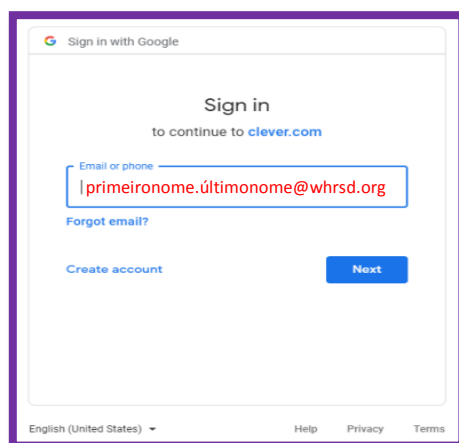 Sign in with Google
Sign in
to continue to clever.com
Email or phone
primeironome.últimonome@whrsd.org
Forgot email?
Create account
Next
English (United States)
Help
Privacy
Terms